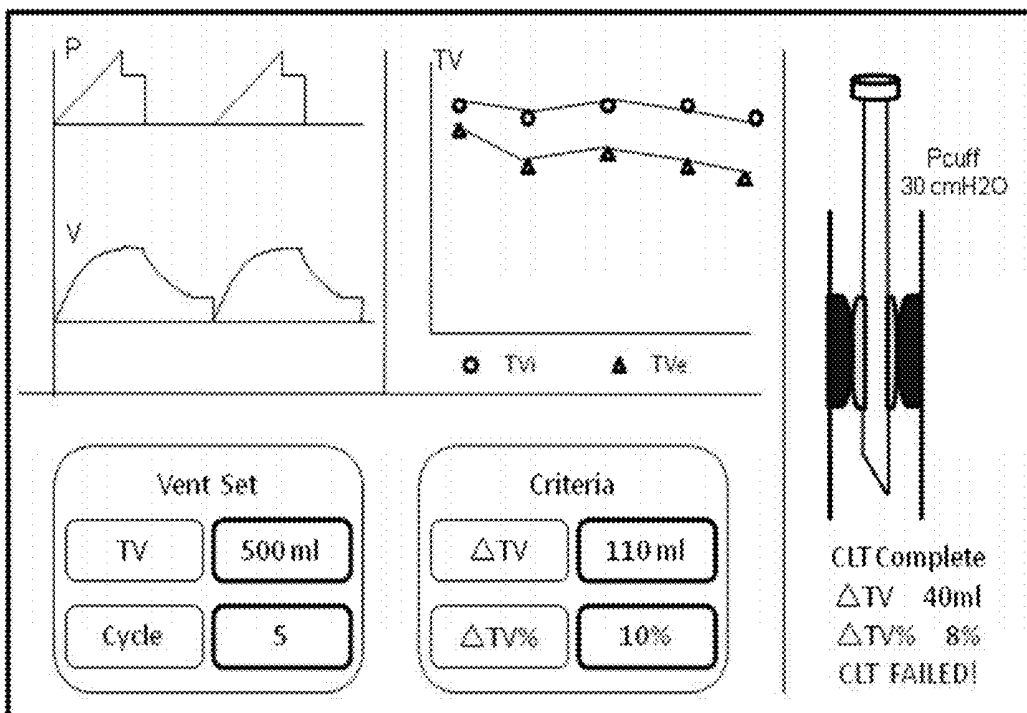 P
V
TV
TVi
TVe
Vent Set
TV
500 ml
Cycle
5
Criteria
△TV
110 ml
△TV%
10%
Pcuff
30 cmH2O
CLT Complete
△TV 40ml
△TV% 8%
CLT FAILED!